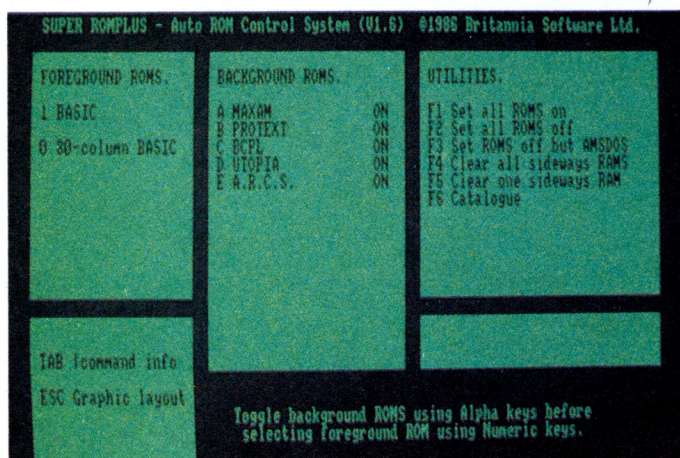 SUPER ROMPLUS - Auto ROM Control System (V1.6) ©1986 Britannia Software Ltd.
FOREGROUND ROMS.
1 BASIC
0 80-column BASIC
BACKGROUND ROMS.
A MAXAM ON
B PROTEXT ON
C BCPL ON
D UTOPIA ON
E A.R.C.S. ON
UTILITIES.
F1 Set all ROMS on
F2 Set all ROMS off
F3 Set ROMS off but AMSDOS
F4 Clear all sideways RAMS
F5 Clear one sideways RAM
F6 Catalogue
TAB |command info
ESC Graphic layout
Toggle background ROMS using Alpha keys before
selecting foreground ROM using Numeric keys.